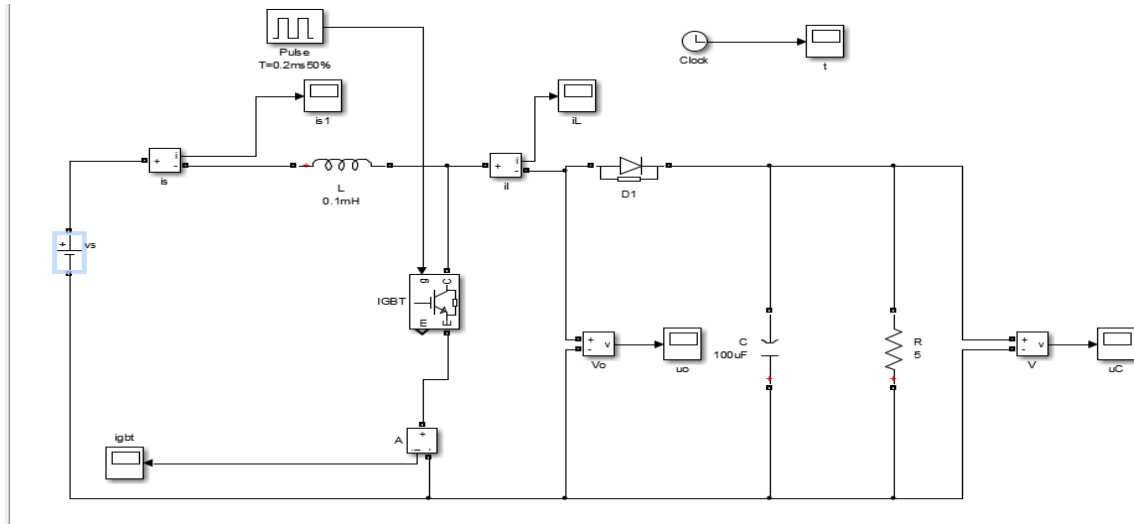 Pulse
T=0.2ms50%
Clock
t
is1
iL
i
+
-
is
+
i
-
il
L
0.1mH
D1
+
vs
g
C
IGBT
m
E
+
-
v
Vo
uo
C
100uF
R
5
+
-
v
V
uC
igbt
A
+
i
-